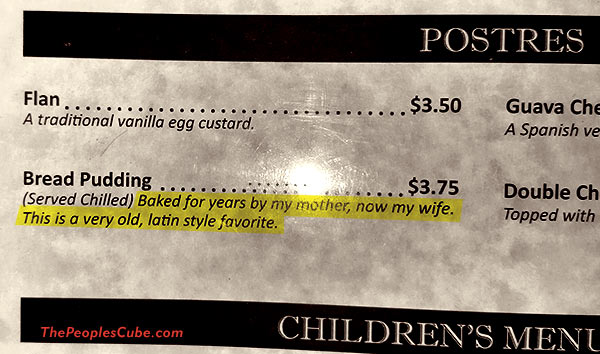 POSTRES
Flan ........................................ $3.50
A traditional vanilla egg custard.
Guava Che
A Spanish ve
Bread Pudding ........................... $3.75
(Served Chilled) Baked for years by my mother, now my wife.
This is a very old, latin style favorite.
Double Ch
Topped with
CHILDREN'S MENU
ThePeoplesCube.com